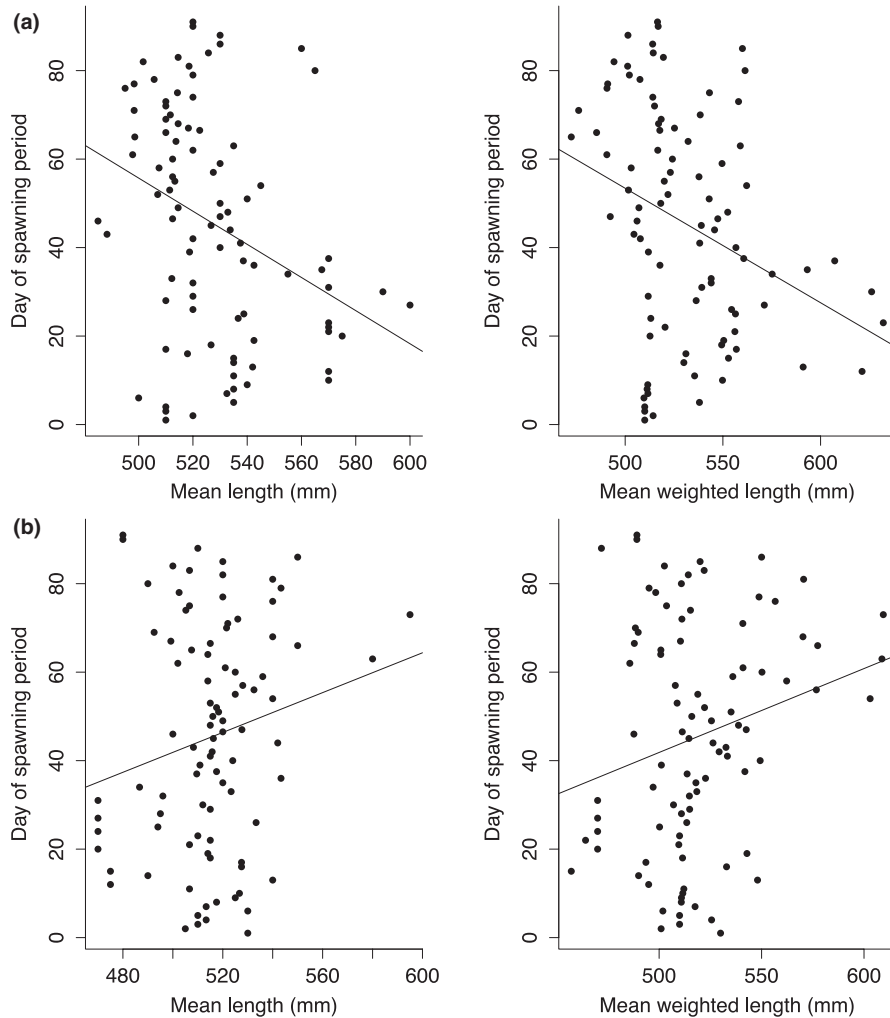 (a)
Day of spawning period
80
60
40
20
0
500 520 540 560 580 600
Mean length (mm)
Day of spawning period
80
60
40
20
0
500 550 600
Mean weighted length (mm)
(b)
Day of spawning period
80
60
40
20
0
480 520 560 600
Mean length (mm)
Day of spawning period
80
60
40
20
0
500 550 600
Mean weighted length (mm)